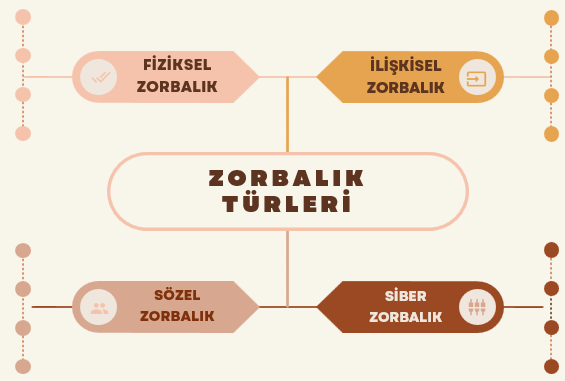 FİZİKSEL
ZORBALIK
İLİŞKİSEL
ZORBALIK
ZORBALIK
TÜRLERİ
SÖZEL
ZORBALIK
SİBER
ZORBALIK